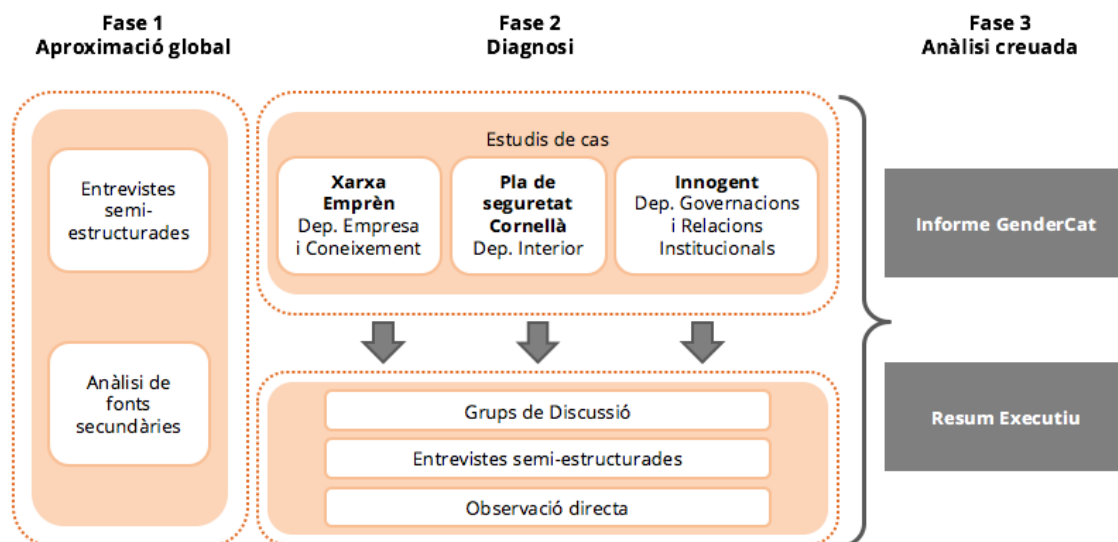 Fase 1
Aproximació global
Fase 2
Diagnosi
Fase 3
Anàlisi creuada
Entrevistes
semi-
estructurades
Anàlisi de
fonts
secundàries
Estudis de cas
Xarxa
Emprèn
Dep. Empresa
i Coneixement
Pla de
seguretat
Cornellà
Dep. Interior
Innogent
Dep. Governacions
i Relacions
Institucionals
Grups de Discussió
Entrevistes semi-estructurades
Observació directa
Informe GenderCat
Resum Executiu